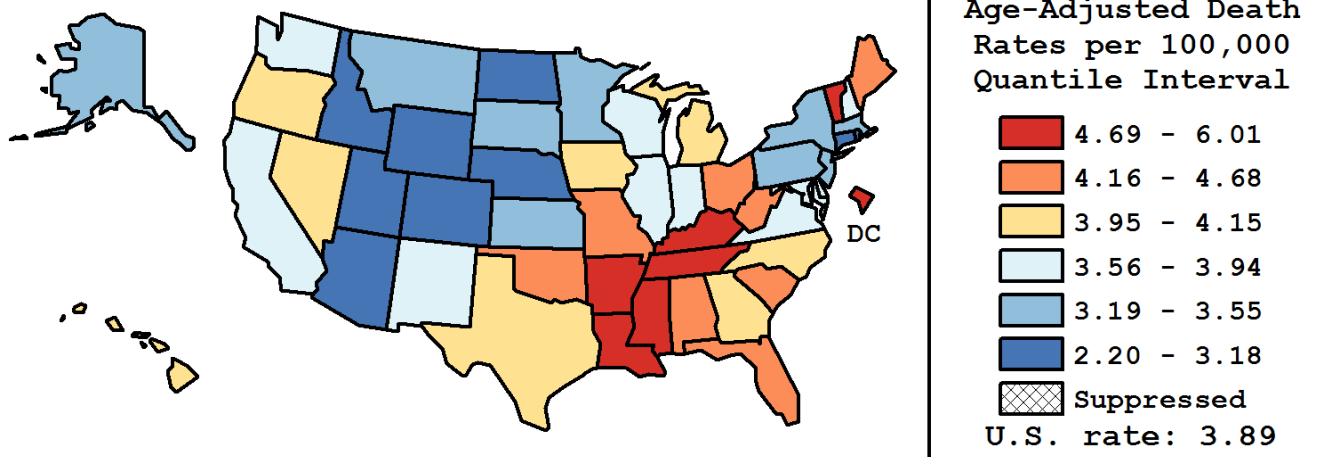 DC
Age-Adjusted Death
Rates per 100,000
Quantile Interval
4.69 - 6.01
4.16 - 4.68
3.95 - 4.15
3.56 - 3.94
3.19 - 3.55
2.20 - 3.18
Suppressed
U.S. rate: 3.89